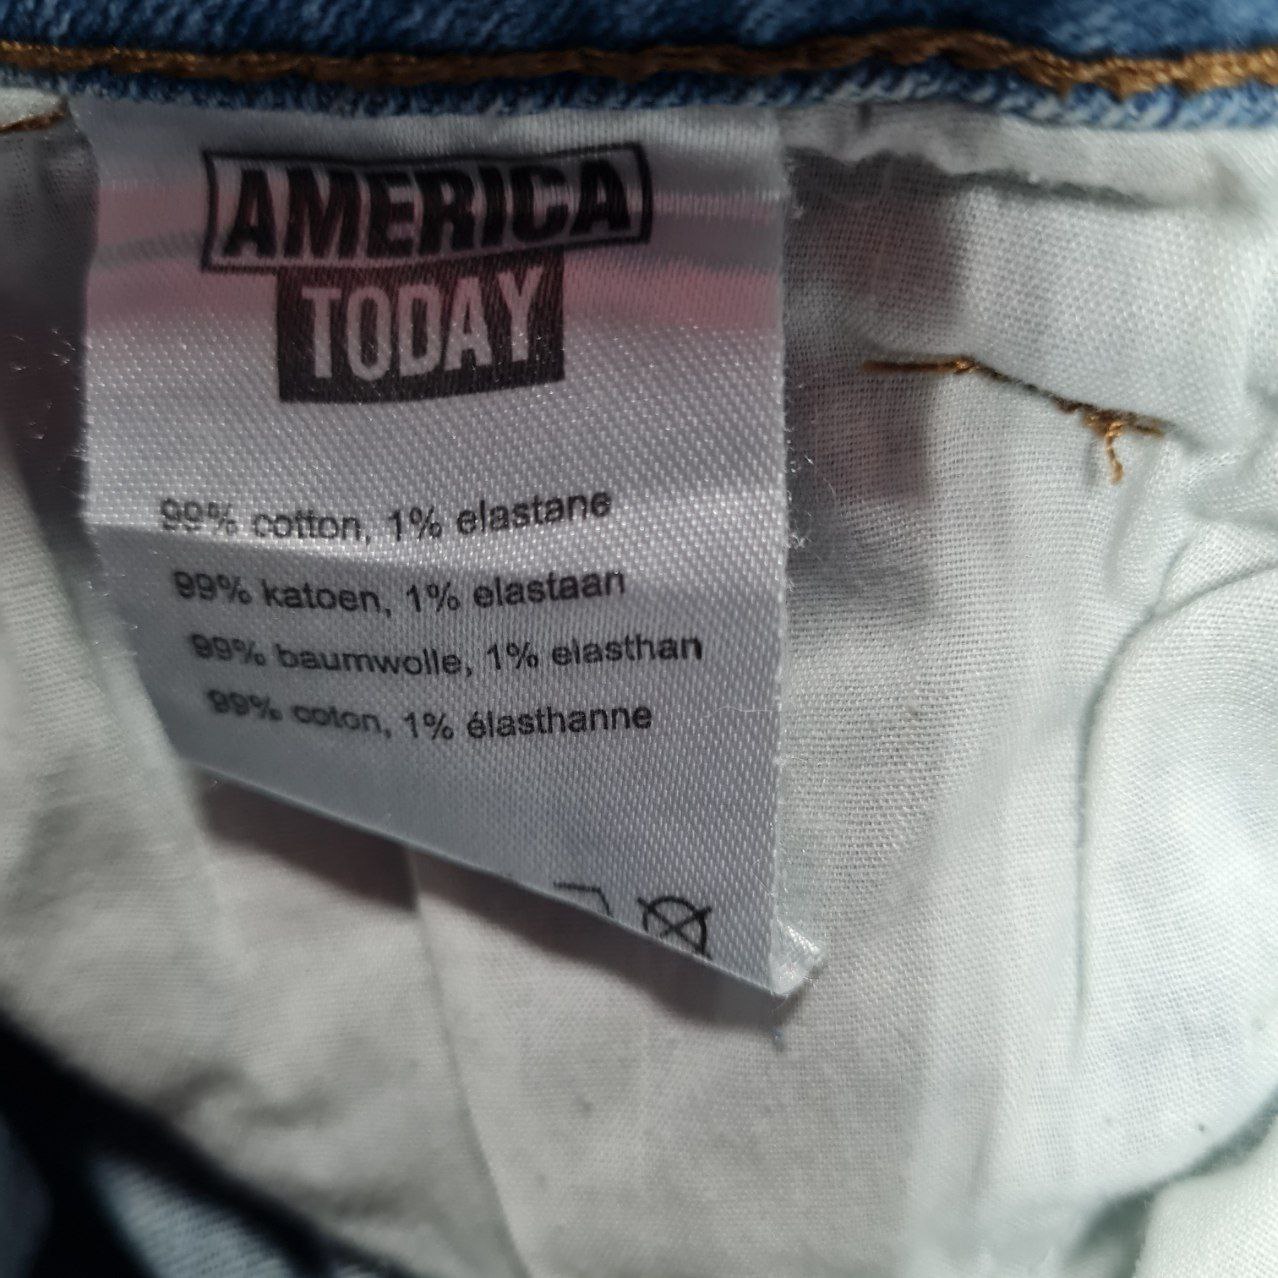 AMERICA
TODAY
99% cotton, 1% elastane
99% katoen, 1% elastaan
99% baumwolle, 1% elasthan
99% coton, 1% élasthanne